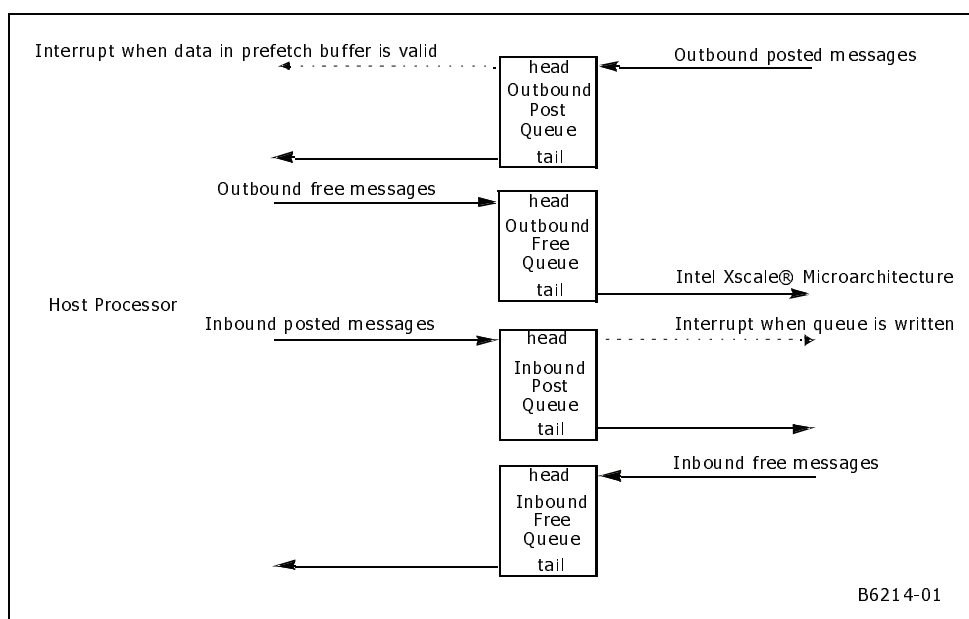 Interrupt when data in prefetch buffer is valid
Outbound posted messages
head
Outbound
Post
Queue
tail
Outbound free messages
head
Outbound
Free
Queue
tail
Intel Xscale® Microarchitecture
Host Processor
Inbound posted messages
Interrupt when queue is written
head
Inbound
Post
Queue
tail
Inbound free messages
head
Inbound
Free
Queue
tail
B6214-01